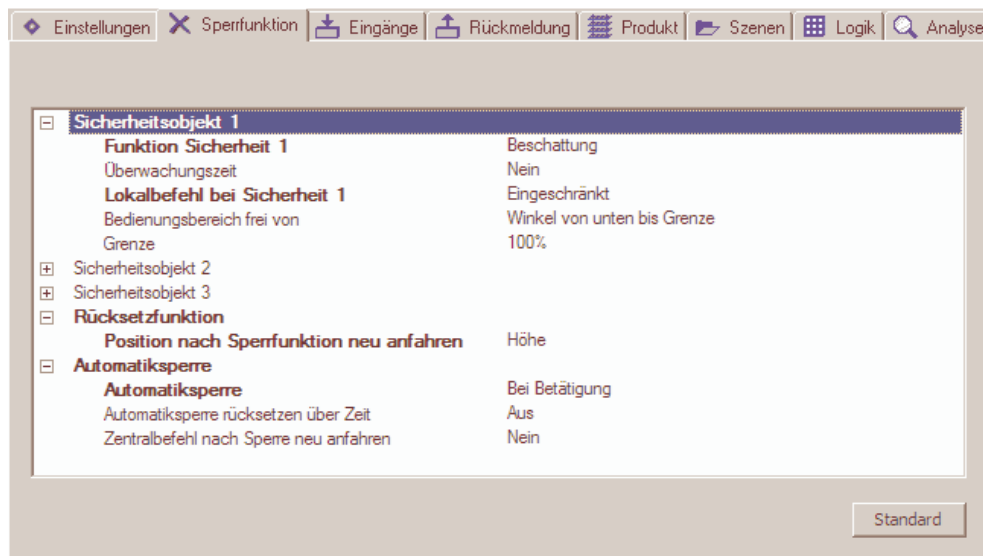 Einstellungen Sperrfunktion Eingänge Rückmeldung Produkt Szenen Logik Analyse
Sicherheitsobjekt 1
Funktion Sicherheit 1 Beschattung
Überwachungszeit Nein
Lokalbefehl bei Sicherheit 1 Eingeschränkt
Bedienungsbereich frei von Winkel von unten bis Grenze
Grenze 100%
Sicherheitsobjekt 2
Sicherheitsobjekt 3
Rücksetzfunktion
Position nach Sperrfunktion neu anfahren Höhe
Automatiksperre
Automatiksperre Bei Betätigung
Automatiksperre rücksetzen über Zeit Aus
Zentralbefehl nach Sperre neu anfahren Nein
Standard